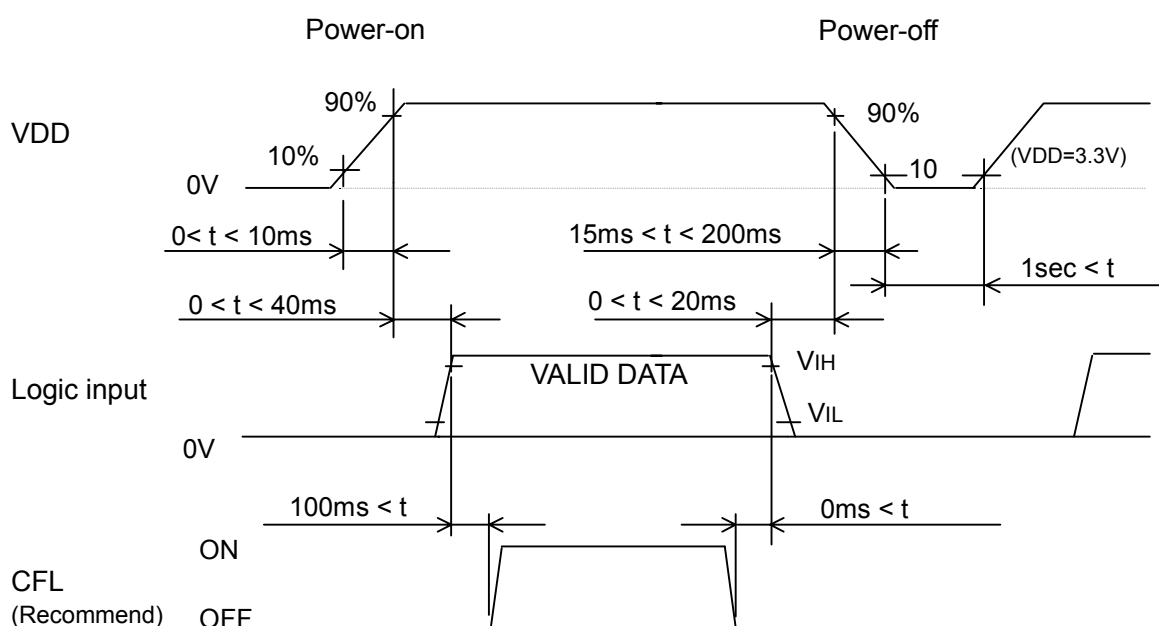 Power-on
Power-off
VDD
90%
90%
10%
10
(VDD=3.3V)
0V
0< t < 10ms
15ms < t < 200ms
1sec < t
0 < t < 40ms
0 < t < 20ms
Logic input
VALID DATA
VIH
VIL
0V
100ms < t
0ms < t
ON
CFL
(Recommend)
OFF